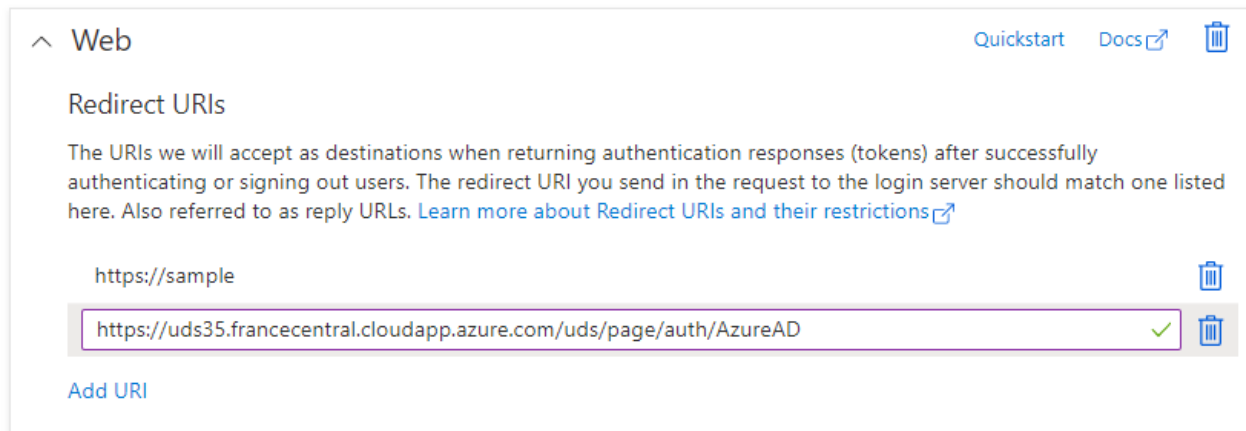 Web Quickstart Docs
Redirect URIs
The URIs we will accept as destinations when returning authentication responses (tokens) after successfully
authenticating or signing out users. The redirect URI you send in the request to the login server should match one listed
here. Also referred to as reply URLs. Learn more about Redirect URIs and their restrictions
https://sample
https://uds35.francecentral.cloudapp.azure.com/uds/page/auth/AzureAD
Add URI